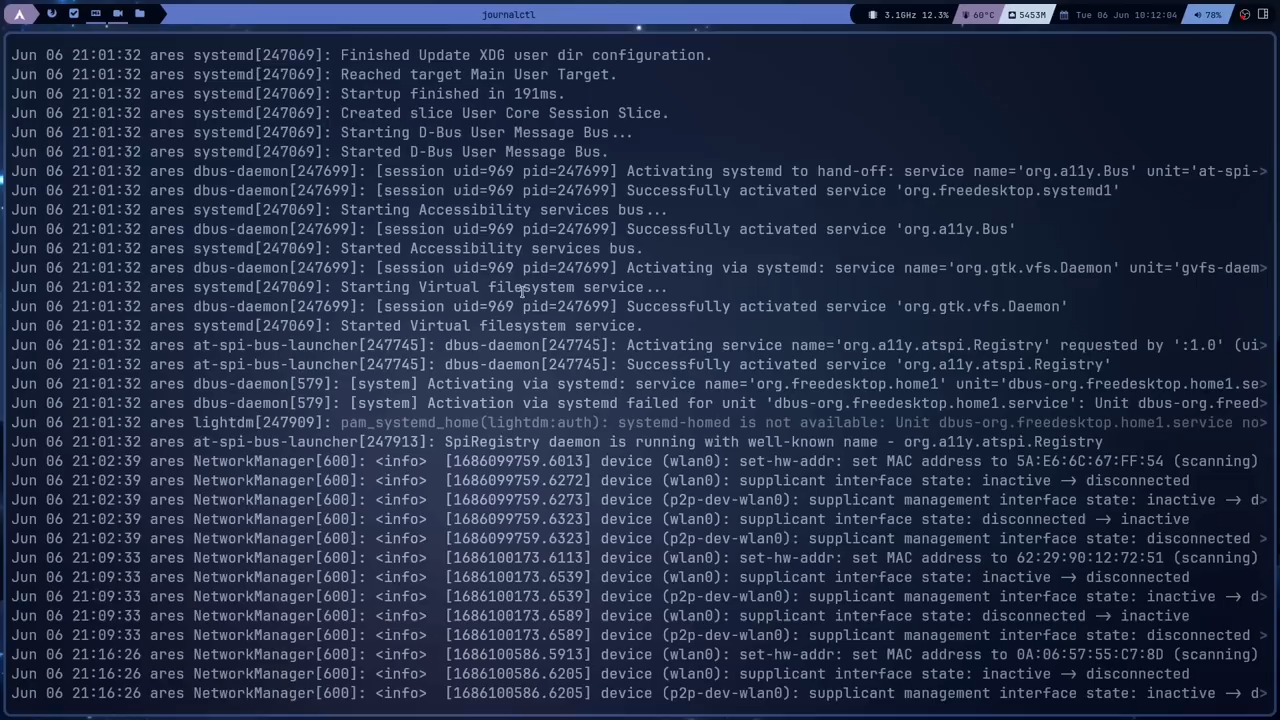 journalctl
3.1GHz 12.3% 60°C 5453M Tue 06 Jun 10:12:04 78%
Jun 06 21:01:32 ares systemd[247069]: Finished Update XDG user dir configuration.
Jun 06 21:01:32 ares systemd[247069]: Reached target Main User Target.
Jun 06 21:01:32 ares systemd[247069]: Startup finished in 191ms.
Jun 06 21:01:32 ares systemd[247069]: Created slice User Core Session Slice.
Jun 06 21:01:32 ares systemd[247069]: Starting D-Bus User Message Bus...
Jun 06 21:01:32 ares systemd[247069]: Started D-Bus User Message Bus.
Jun 06 21:01:32 ares dbus-daemon[247699]: [session uid=969 pid=247699] Activating systemd to hand-off: service name='org.a11y.Bus' unit='at-spi->
Jun 06 21:01:32 ares dbus-daemon[247699]: [session uid=969 pid=247699] Successfully activated service 'org.freedesktop.systemd1'
Jun 06 21:01:32 ares systemd[247069]: Starting Accessibility services bus...
Jun 06 21:01:32 ares dbus-daemon[247699]: [session uid=969 pid=247699] Successfully activated service 'org.a11y.Bus'
Jun 06 21:01:32 ares systemd[247069]: Started Accessibility services bus.
Jun 06 21:01:32 ares dbus-daemon[247699]: [session uid=969 pid=247699] Activating via systemd: service name='org.gtk.vfs.Daemon' unit='gvfs-daem>
Jun 06 21:01:32 ares systemd[247069]: Starting Virtual filesystem service...
Jun 06 21:01:32 ares dbus-daemon[247699]: [session uid=969 pid=247699] Successfully activated service 'org.gtk.vfs.Daemon'
Jun 06 21:01:32 ares systemd[247069]: Started Virtual filesystem service.
Jun 06 21:01:32 ares at-spi-bus-launcher[247745]: dbus-daemon[247745]: Activating service name='org.a11y.atspi.Registry' requested by ':1.0' (ui>
Jun 06 21:01:32 ares at-spi-bus-launcher[247745]: dbus-daemon[247745]: Successfully activated service 'org.a11y.atspi.Registry'
Jun 06 21:01:32 ares dbus-daemon[579]: [system] Activating via systemd: service name='org.freedesktop.home1' unit='dbus-org.freedesktop.home1.se>
Jun 06 21:01:32 ares dbus-daemon[579]: [system] Activation via systemd failed for unit 'dbus-org.freedesktop.home1.service': Unit dbus-org.freed>
Jun 06 21:01:32 ares lightdm[247909]: pam_systemd_home(lightdm:auth): systemd-homed is not available: Unit dbus-org.freedesktop.home1.service no>
Jun 06 21:01:32 ares at-spi-bus-launcher[247913]: SpiRegistry daemon is running with well-known name - org.a11y.atspi.Registry
Jun 06 21:02:39 ares NetworkManager[600]: <info>  [1686099759.6013] device (wlan0): set-hw-addr: set MAC address to 5A:E6:6C:67:FF:54 (scanning)
Jun 06 21:02:39 ares NetworkManager[600]: <info>  [1686099759.6272] device (wlan0): supplicant interface state: inactive → disconnected
Jun 06 21:02:39 ares NetworkManager[600]: <info>  [1686099759.6273] device (p2p-dev-wlan0): supplicant management interface state: inactive → d>
Jun 06 21:02:39 ares NetworkManager[600]: <info>  [1686099759.6323] device (wlan0): supplicant interface state: disconnected → inactive
Jun 06 21:02:39 ares NetworkManager[600]: <info>  [1686099759.6323] device (p2p-dev-wlan0): supplicant management interface state: disconnected >
Jun 06 21:09:33 ares NetworkManager[600]: <info>  [1686100173.6113] device (wlan0): set-hw-addr: set MAC address to 62:29:90:12:72:51 (scanning)
Jun 06 21:09:33 ares NetworkManager[600]: <info>  [1686100173.6539] device (wlan0): supplicant interface state: inactive → disconnected
Jun 06 21:09:33 ares NetworkManager[600]: <info>  [1686100173.6539] device (p2p-dev-wlan0): supplicant management interface state: inactive → d>
Jun 06 21:09:33 ares NetworkManager[600]: <info>  [1686100173.6589] device (wlan0): supplicant interface state: disconnected → inactive
Jun 06 21:09:33 ares NetworkManager[600]: <info>  [1686100173.6589] device (p2p-dev-wlan0): supplicant management interface state: disconnected >
Jun 06 21:16:26 ares NetworkManager[600]: <info>  [1686100586.5913] device (wlan0): set-hw-addr: set MAC address to 0A:06:57:55:C7:8D (scanning)
Jun 06 21:16:26 ares NetworkManager[600]: <info>  [1686100586.6205] device (wlan0): supplicant interface state: inactive → disconnected
Jun 06 21:16:26 ares NetworkManager[600]: <info>  [1686100586.6205] device (p2p-dev-wlan0): supplicant management interface state: inactive → d>